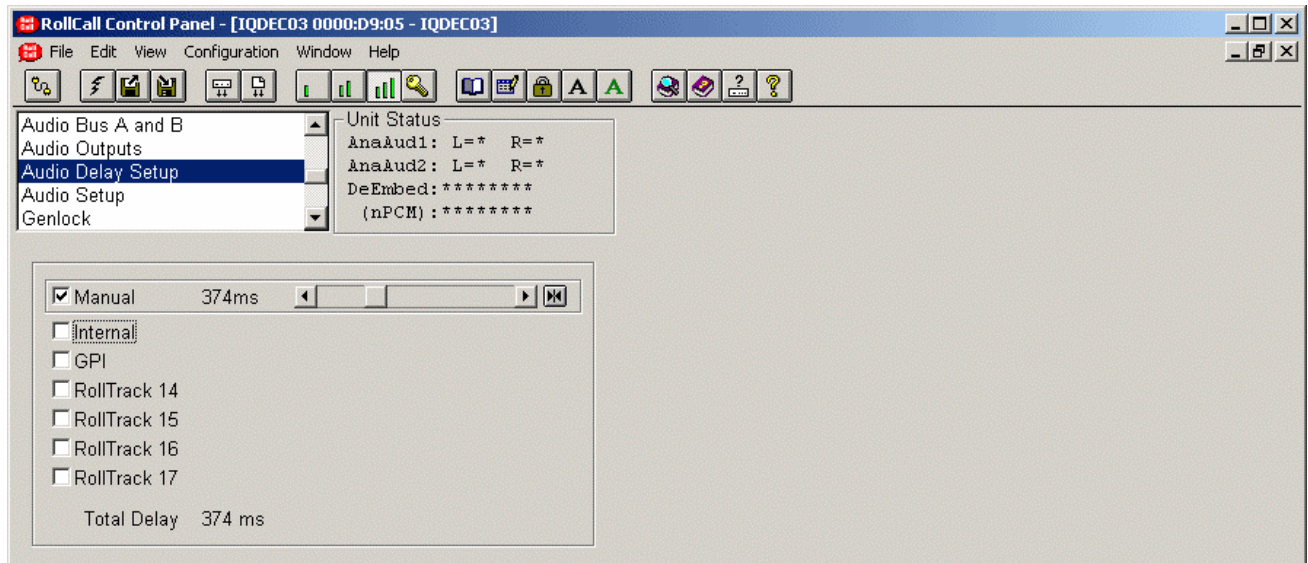 RollCall Control Panel - [IQDEC03 0000:D9:05 - IQDEC03]
File Edit View Configuration Window Help
A A
Audio Bus A and B
Audio Outputs
Audio Delay Setup
Audio Setup
Genlock
Unit Status
AnaAud1: L=* R=*
AnaAud2: L=* R=*
DeEmbed:********
(nPCM):********
Manual 374ms
Internal
GPI
RollTrack 14
RollTrack 15
RollTrack 16
RollTrack 17
Total Delay 374 ms